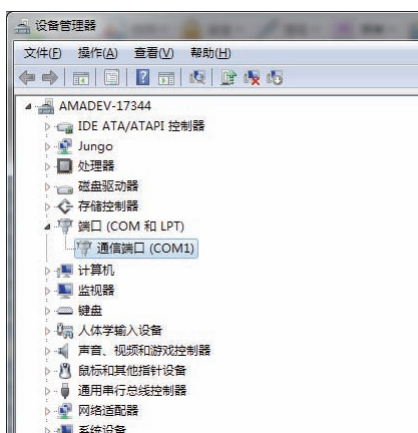 设备管理器
文件(F) 操作(A) 查看(V) 帮助(H)
AMADEV-17344
IDE ATA/ATAPI 控制器
Jungo
处理器
磁盘驱动器
存储控制器
端口 (COM 和 LPT)
通信端口 (COM1)
计算机
监视器
键盘
人体学输入设备
声音、视频和游戏控制器
鼠标和其他指针设备
通用串行总线控制器
网络适配器
系统设备